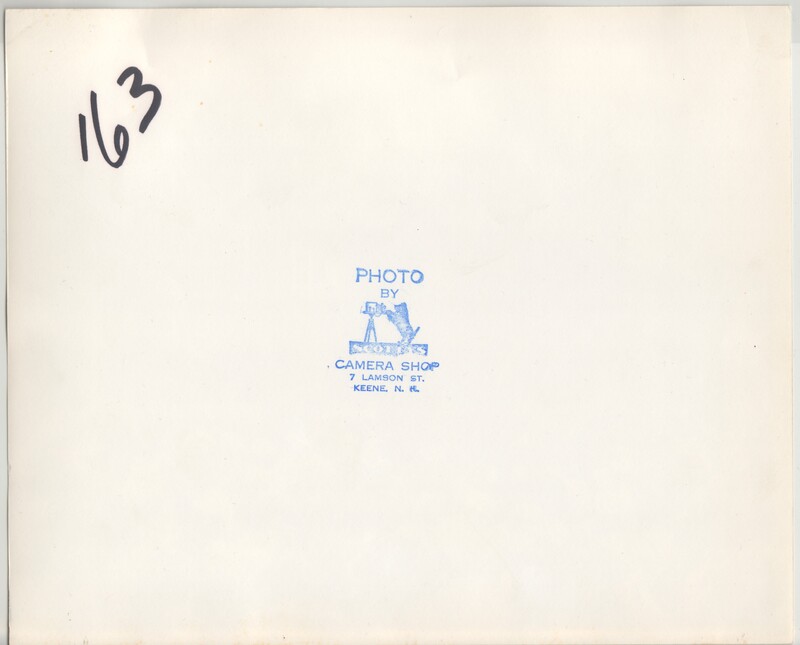 163
PHOTO
BY
CAMERA SHOP
7 LAMSON ST.
KEENE, N. H.